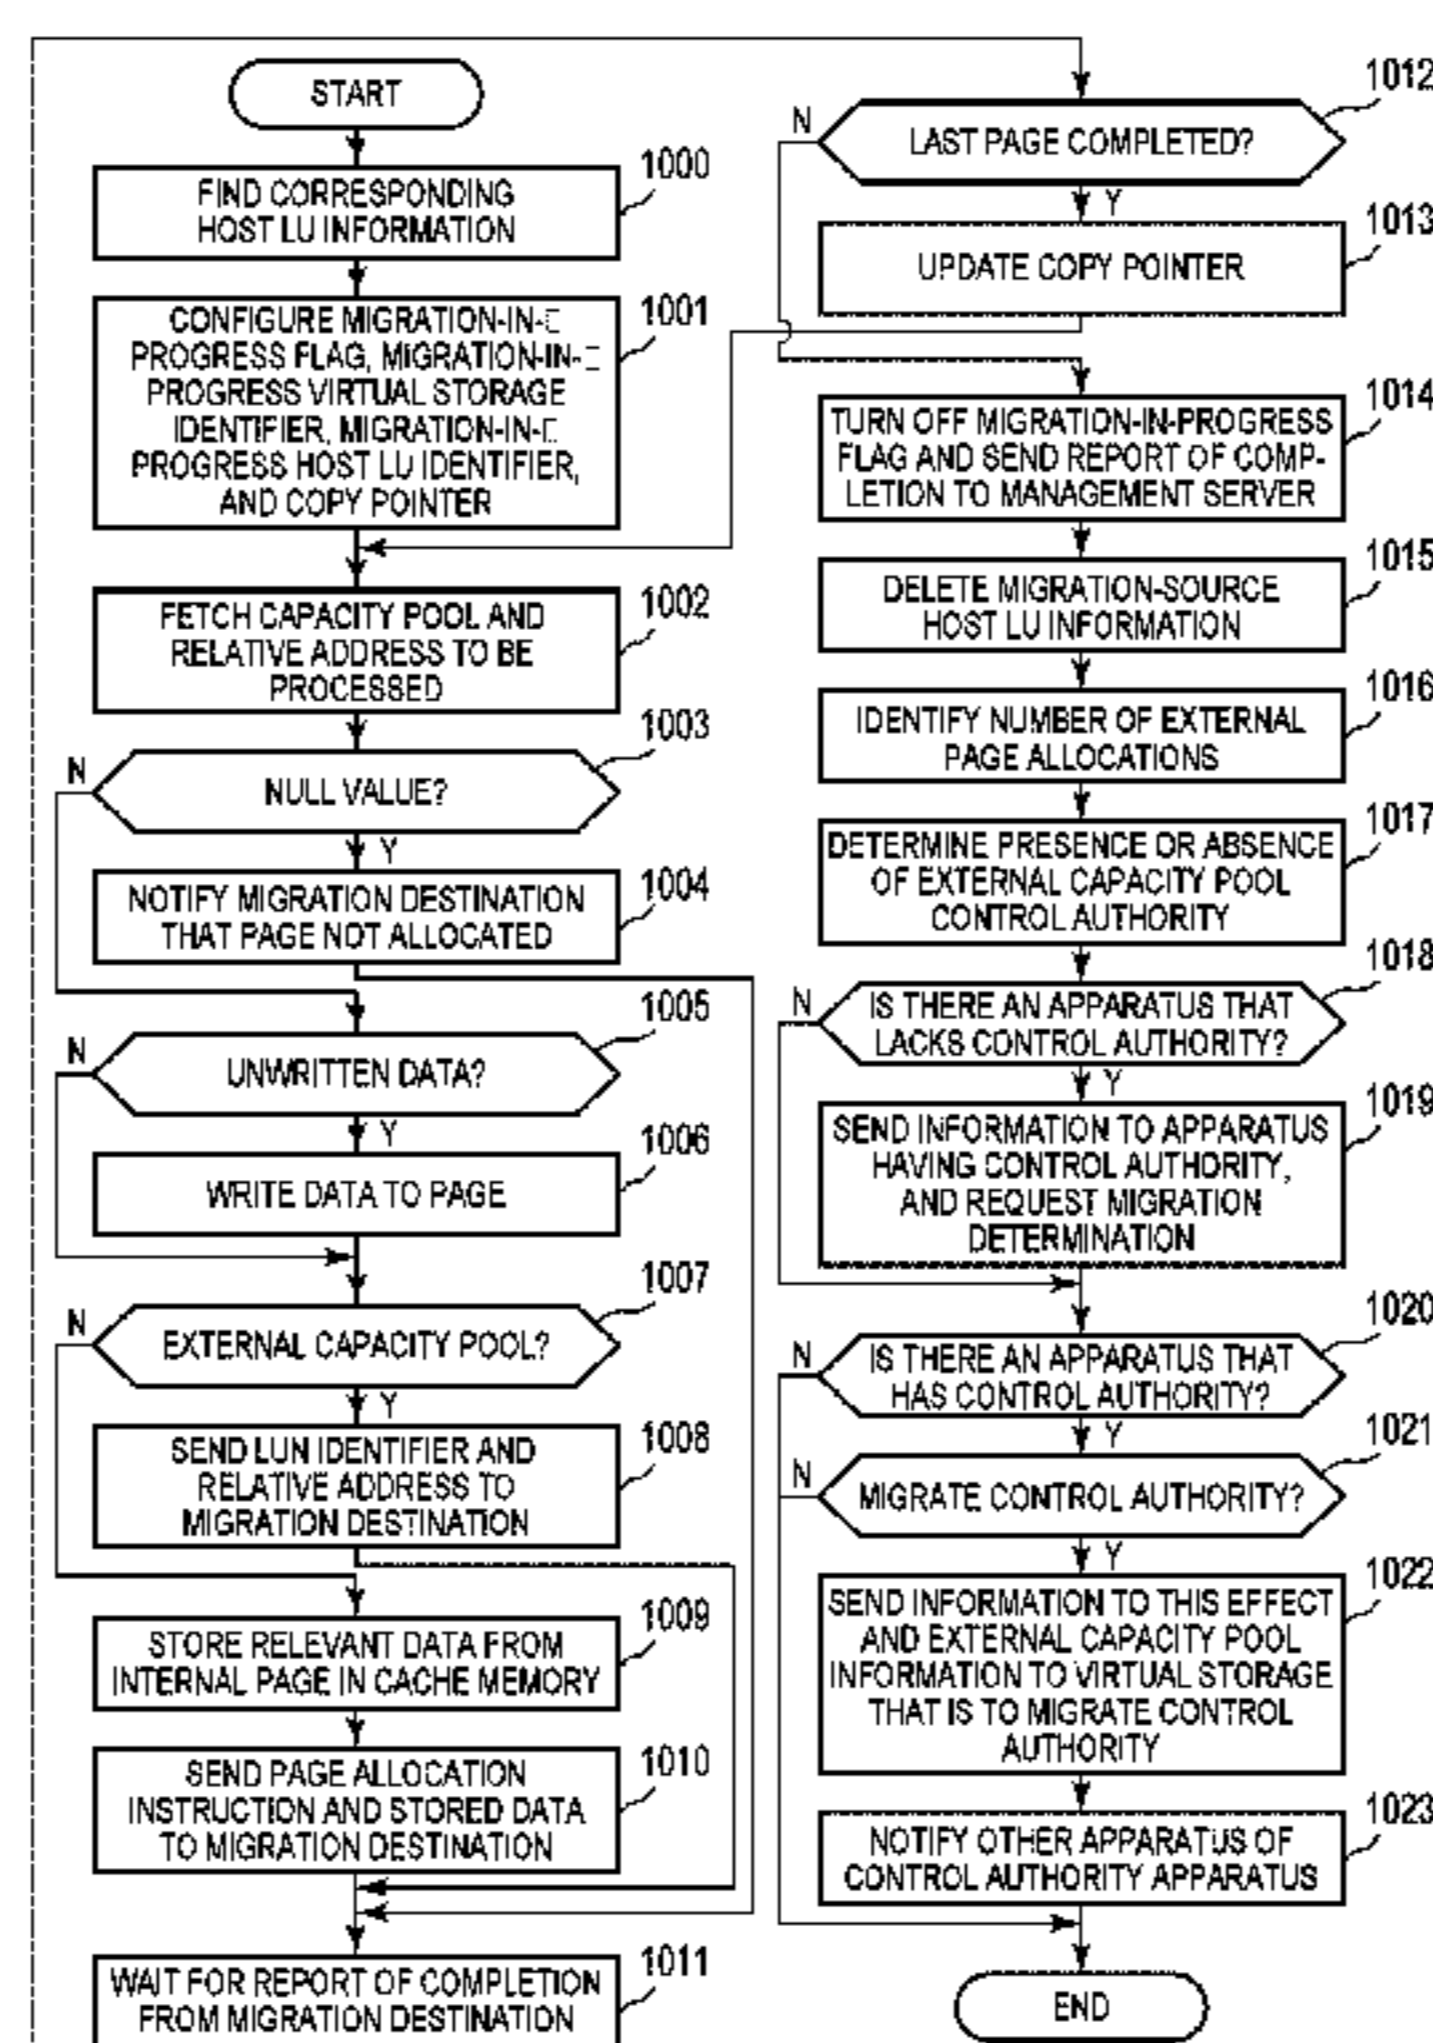 START
1000
FIND CORRESPONDING
HOST LU INFORMATION
1001
CONFIGURE MIGRATION-IN-
PROGRESS FLAG, MIGRATION-IN-
PROGRESS VIRTUAL STORAGE
IDENTIFIER, MIGRATION-IN-
PROGRESS HOST LU IDENTIFIER,
AND COPY POINTER
1002
FETCH CAPACITY POOL AND
RELATIVE ADDRESS TO BE
PROCESSED
1003
N
NULL VALUE?
Y
1004
NOTIFY MIGRATION DESTINATION
THAT PAGE NOT ALLOCATED
1005
N
UNWRITTEN DATA?
Y
1006
WRITE DATA TO PAGE
1007
N
EXTERNAL CAPACITY POOL?
Y
1008
SEND LUN IDENTIFIER AND
RELATIVE ADDRESS TO
MIGRATION DESTINATION
1009
STORE RELEVANT DATA FROM
INTERNAL PAGE IN CACHE MEMORY
1010
SEND PAGE ALLOCATION
INSTRUCTION AND STORED DATA
TO MIGRATION DESTINATION
1011
WAIT FOR REPORT OF COMPLETION
FROM MIGRATION DESTINATION
1012
N
LAST PAGE COMPLETED?
Y
1013
UPDATE COPY POINTER
1014
TURN OFF MIGRATION-IN-PROGRESS
FLAG AND SEND REPORT OF COMP-
LETION TO MANAGEMENT SERVER
1015
DELETE MIGRATION-SOURCE
HOST LU INFORMATION
1016
IDENTIFY NUMBER OF EXTERNAL
PAGE ALLOCATIONS
1017
DETERMINE PRESENCE OR ABSENCE
OF EXTERNAL CAPACITY POOL
CONTROL AUTHORITY
1018
N
IS THERE AN APPARATUS THAT
LACKS CONTROL AUTHORITY?
Y
1019
SEND INFORMATION TO APPARATUS
HAVING CONTROL AUTHORITY,
AND REQUEST MIGRATION
DETERMINATION
1020
N
IS THERE AN APPARATUS THAT
HAS CONTROL AUTHORITY?
Y
1021
N
MIGRATE CONTROL AUTHORITY?
Y
1022
SEND INFORMATION TO THIS EFFECT
AND EXTERNAL CAPACITY POOL
INFORMATION TO VIRTUAL STORAGE
THAT IS TO MIGRATE CONTROL
AUTHORITY
1023
NOTIFY OTHER APPARATUS OF
CONTROL AUTHORITY APPARATUS
END